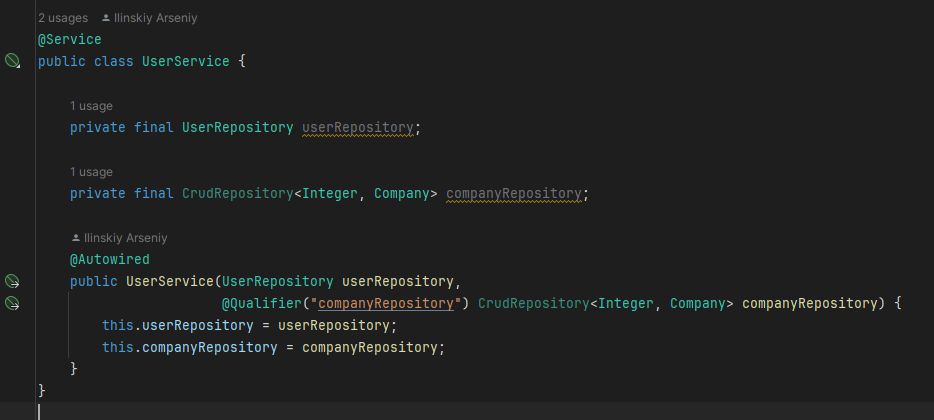 2 usages Ilinskiy Arseniy
@Service
public class UserService {
1 usage
private final UserRepository userRepository;
1 usage
private final CrudRepository<Integer, Company> companyRepository;
Ilinskiy Arseniy
@Autowired
public UserService(UserRepository userRepository,
@Qualifier("companyRepository") CrudRepository<Integer, Company> companyRepository) {
this.userRepository = userRepository;
this.companyRepository = companyRepository;
}
}